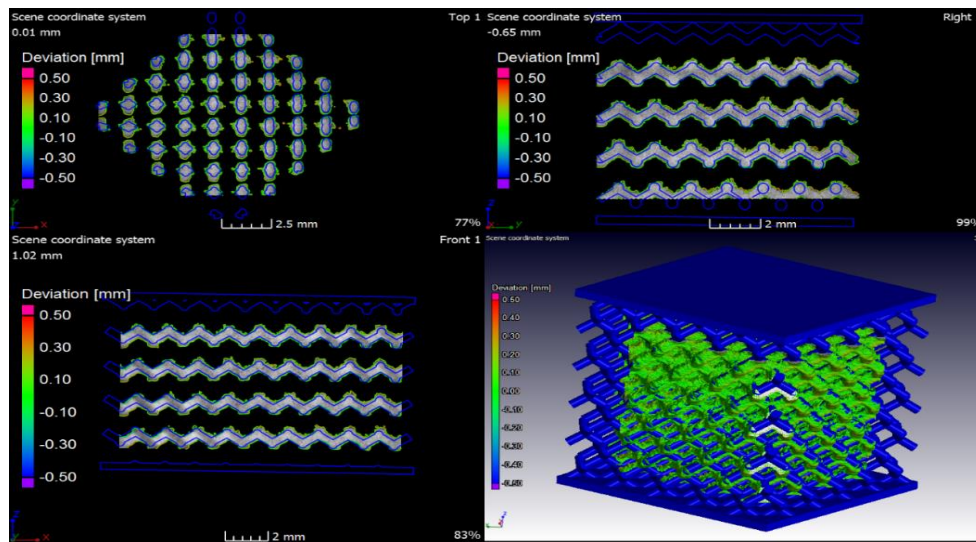 Scene coordinate system
Top 1
0.01 mm
Deviation [mm]
0.50
0.30
0.10
-0.10
-0.30
-0.50
y
x
2.5 mm
77%
Scene coordinate system
Right
-0.65 mm
Deviation [mm]
0.50
0.30
0.10
-0.10
-0.30
-0.50
z
2 mm
99%
Scene coordinate system
Front 1
1.02 mm
Deviation [mm]
0.50
0.30
0.10
-0.10
-0.30
-0.50
z
x
2 mm
83%
Scene coordinate system
Deviation [mm]
0.50
0.40
0.30
0.20
0.10
0.00
-0.10
-0.20
-0.30
-0.40
-0.50